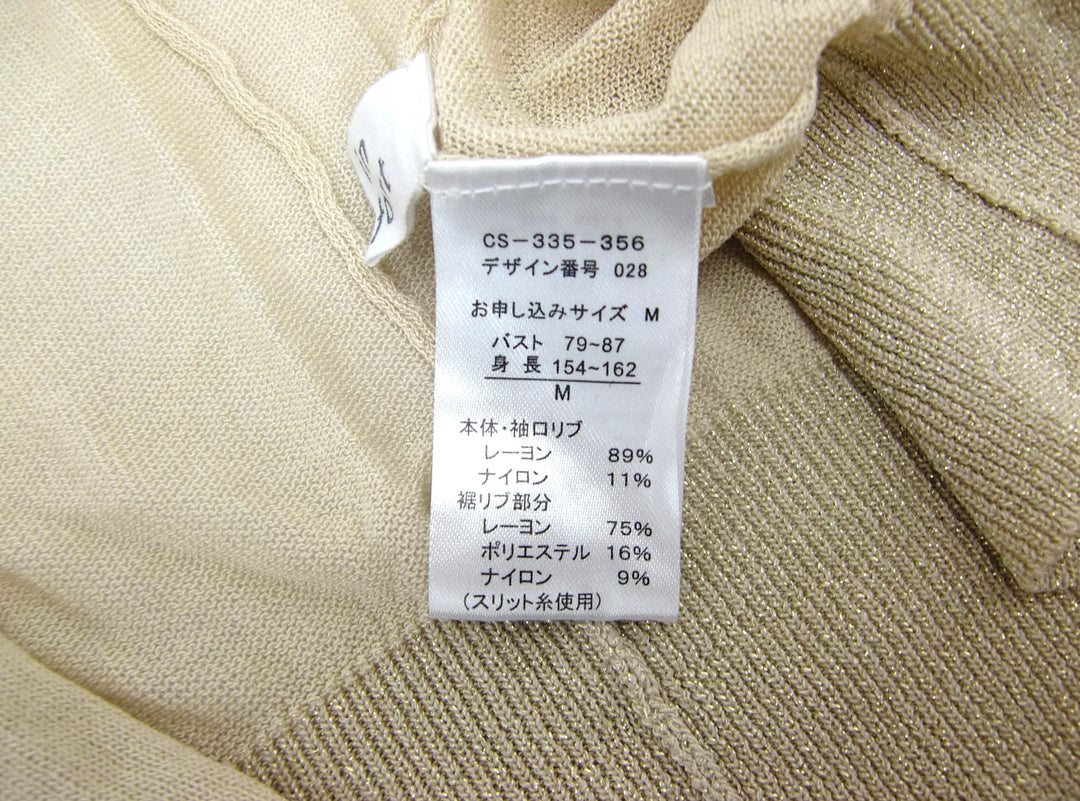 CS-335-356
デザイン番号 028
お申し込みサイズ M
バスト 79~87
身長 154~162
M
本体・袖口リブ
レーヨン 89%
ナイロン 11%
裾リブ部分
レーヨン 75%
ポリエステル 16%
ナイロン 9%
(スリット糸使用)